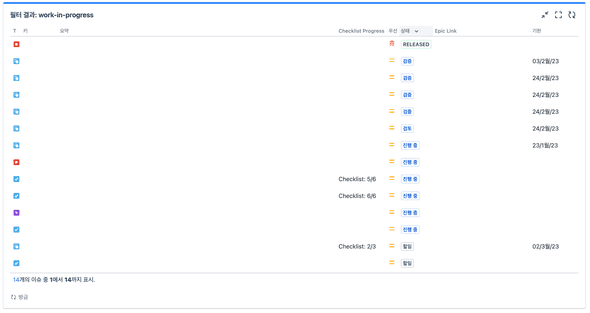 필터 결과: work-in-progress
T 키 요약 Checklist Progress 우선 상태 Epic Link 기한
RELEASED
검증 03/2월/23
검증 24/2월/23
검증 24/2월/23
검증 24/2월/23
검토 24/2월/23
진행 중 23/1월/23
진행 중
Checklist: 5/6 진행 중
Checklist: 6/6 진행 중
진행 중
진행 중
Checklist: 2/3 할일 02/3월/23
할일
14개의 이슈 중 1에서 14까지 표시.
방금